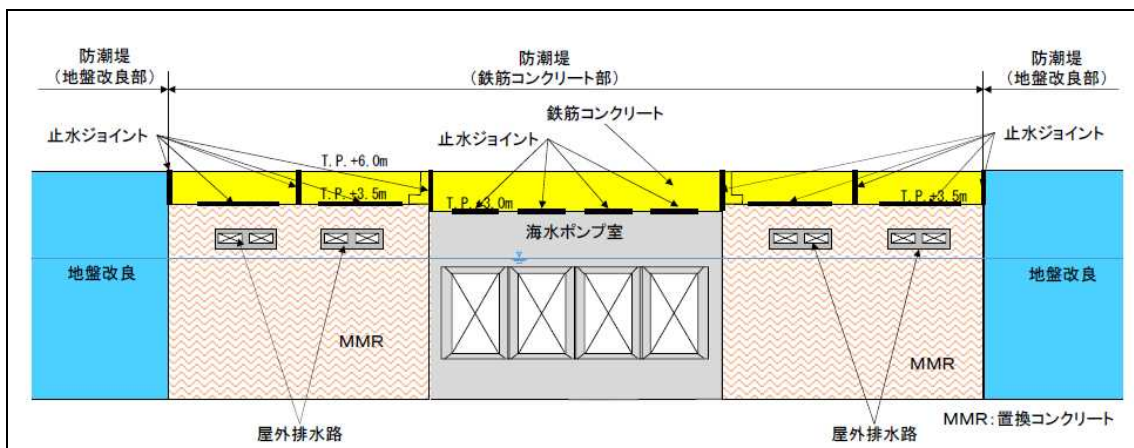 防潮堤
(地盤改良部)
防潮堤
(鉄筋コンクリート部)
防潮堤
(地盤改良部)
止水ジョイント
T.P.+6.0m
止水ジョイント
鉄筋コンクリート
止水ジョイント
T.P.+3.5m
T.P.+3.0m
T.P.+3.5m
海水ポンプ室
地盤改良
地盤改良
MMR
MMR
屋外排水路
屋外排水路
MMR:置換コンクリート